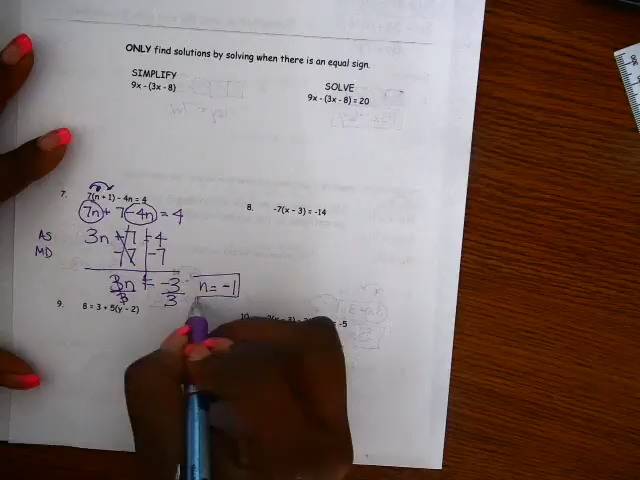 ONLY find solutions by solving when there is an equal sign.
SIMPLIFY
9x - (3x - 8)
SOLVE
9x - (3x - 8) = 20
7. 7(n + 1) - 4n = 4
7n + 7 - 4n = 4
AS 3n + 7 = 4
MD - 7 - 7
3n = -3
3 3
n = -1
8. -7(x - 3) = -14
9. 8 = 3 + 5(y - 2)
10.
-5